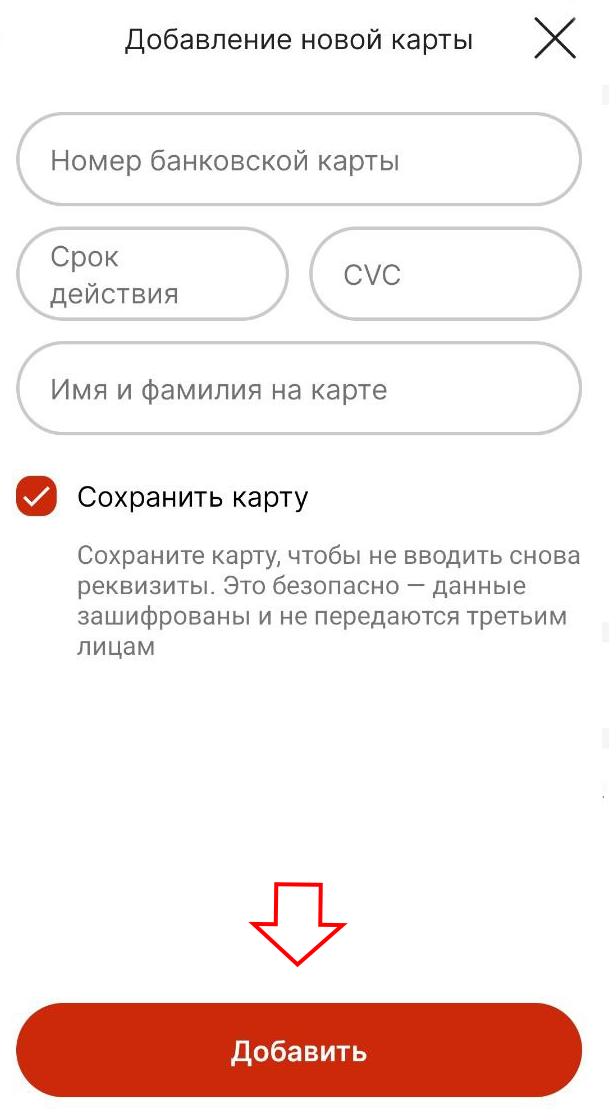 Добавление новой карты
Номер банковской карты
Срок
действия
CVC
Имя и фамилия на карте
Сохранить карту
Сохраните карту, чтобы не вводить снова
реквизиты. Это безопасно — данные
зашифрованы и не передаются третьим
лицам
Добавить